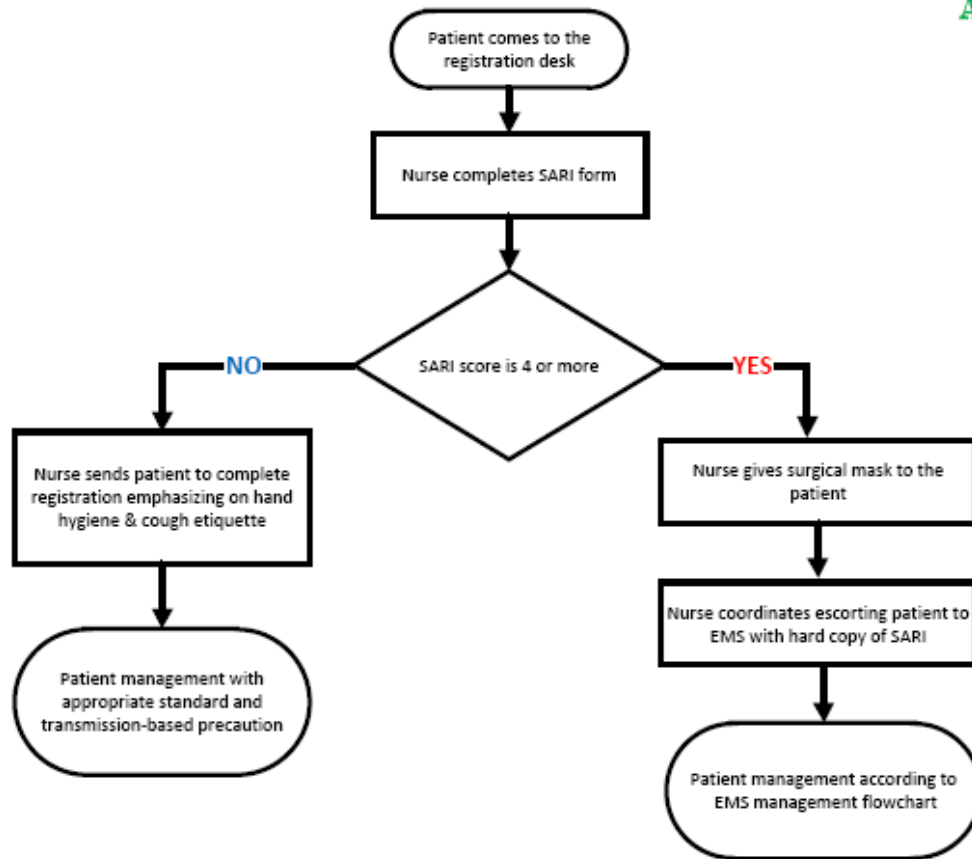 A
Patient comes to the
registration desk
Nurse completes SARI form
SARI score is 4 or more
NO
YES
Nurse sends patient to complete
registration emphasizing on hand
hygiene & cough etiquette
Patient management with
appropriate standard and
transmission-based precaution
Nurse gives surgical mask to the
patient
Nurse coordinates escorting patient to
EMS with hard copy of SARI
Patient management according to
EMS management flowchart